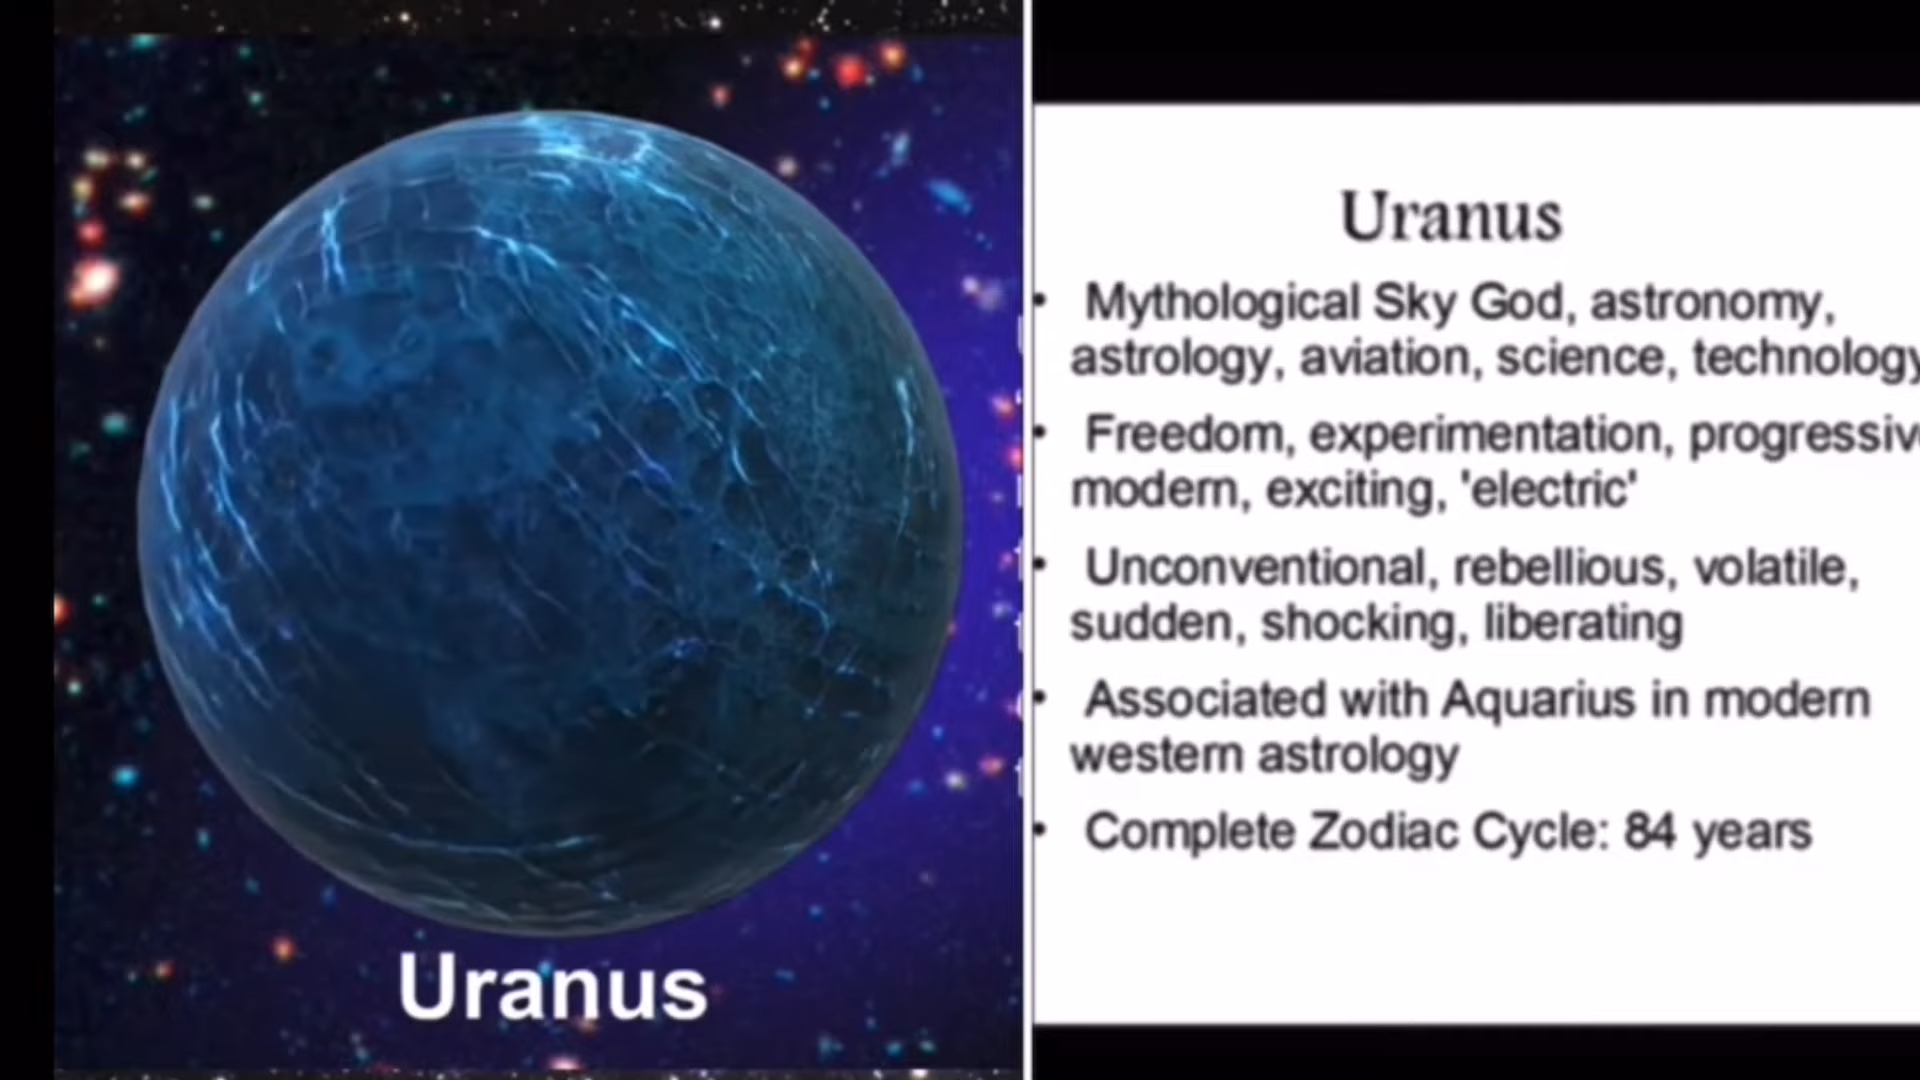 Uranus
Uranus
• Mythological Sky God, astronomy,
astrology, aviation, science, technology
• Freedom, experimentation, progressiv
modern, exciting, 'electric'
• Unconventional, rebellious, volatile,
sudden, shocking, liberating
• Associated with Aquarius in modern
western astrology
• Complete Zodiac Cycle: 84 years